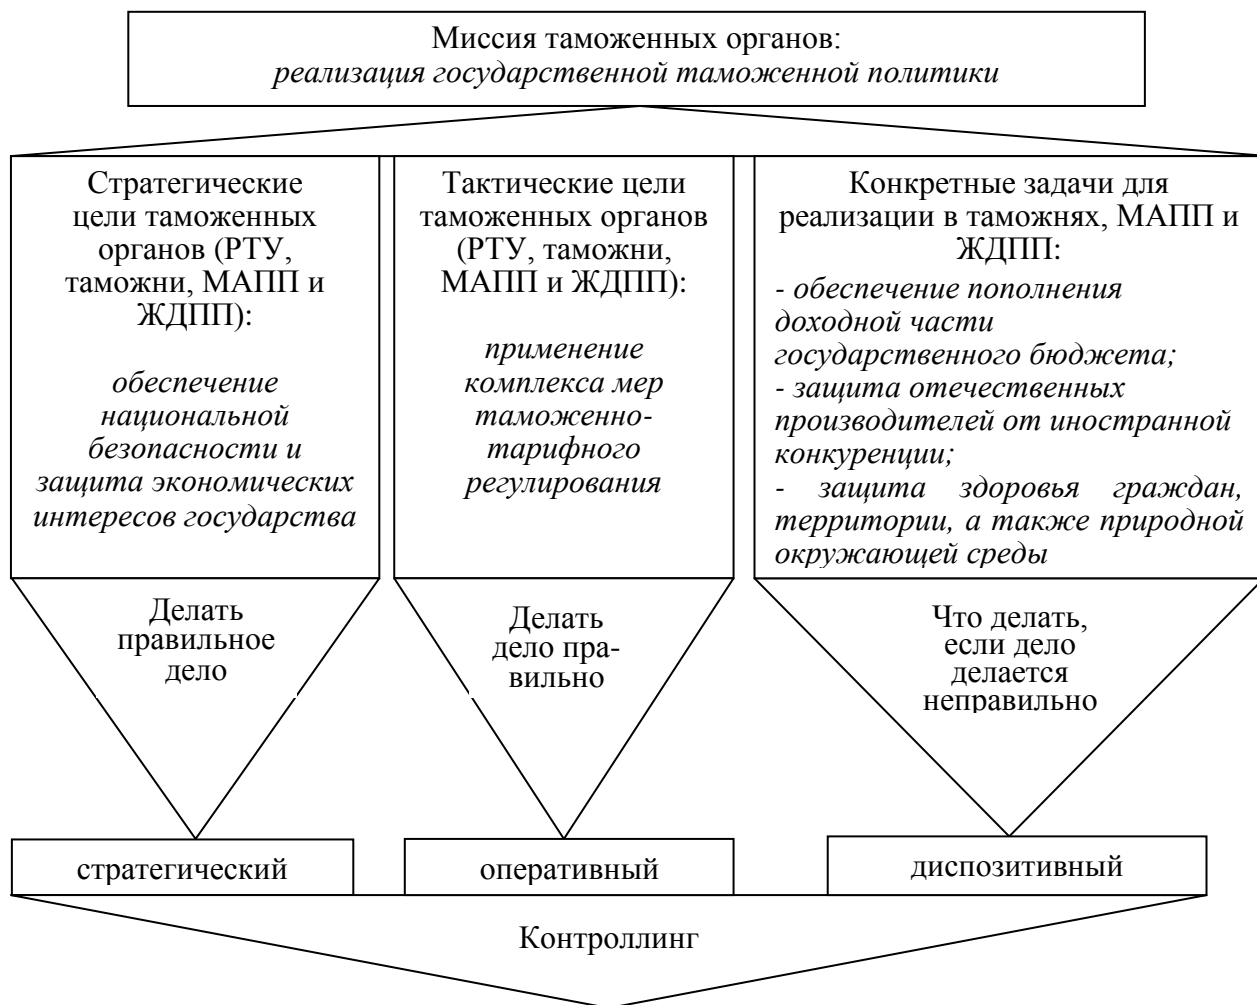 Миссия таможенных органов:
реализация государственной таможенной политики
Стратегические
цели таможенных
органов (РТУ,
таможни, МАПП и
ЖДПП):
обеспечение
национальной
безопасности и
защита экономических
интересов государства
Тактические цели
таможенных органов
(РТУ, таможни,
МАПП и ЖДПП):
применение
комплекса мер
таможенно-
тарифного
регулирования
Конкретные задачи для
реализации в таможнях, МАПП и
ЖДПП:
- обеспечение пополнения
доходной части
государственного бюджета;
- защита отечественных
производителей от иностранной
конкуренции;
- защита здоровья граждан,
территории, а также природной
окружающей среды
Делать
правильное
дело
Делать
дело пра-
вильно
Что делать,
если дело
делается
неправильно
стратегический
оперативный
диспозитивный
Контроллинг